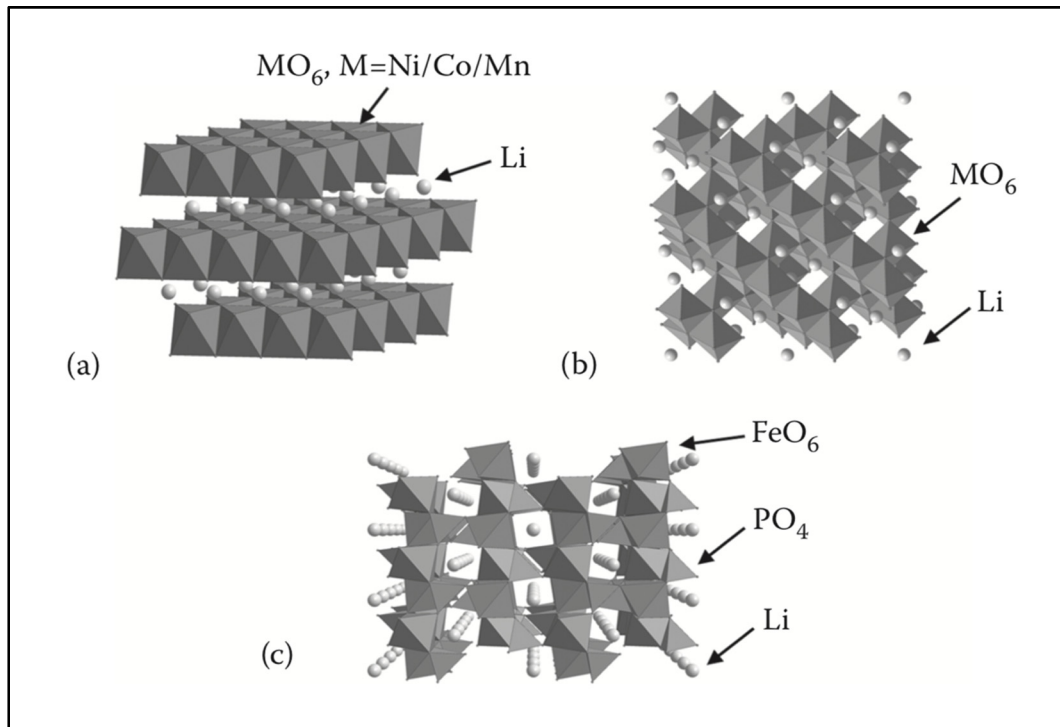 MO₆, M=Ni/Co/Mn
Li
MO₆
Li
(a)
(b)
FeO₆
PO₄
Li
(c)